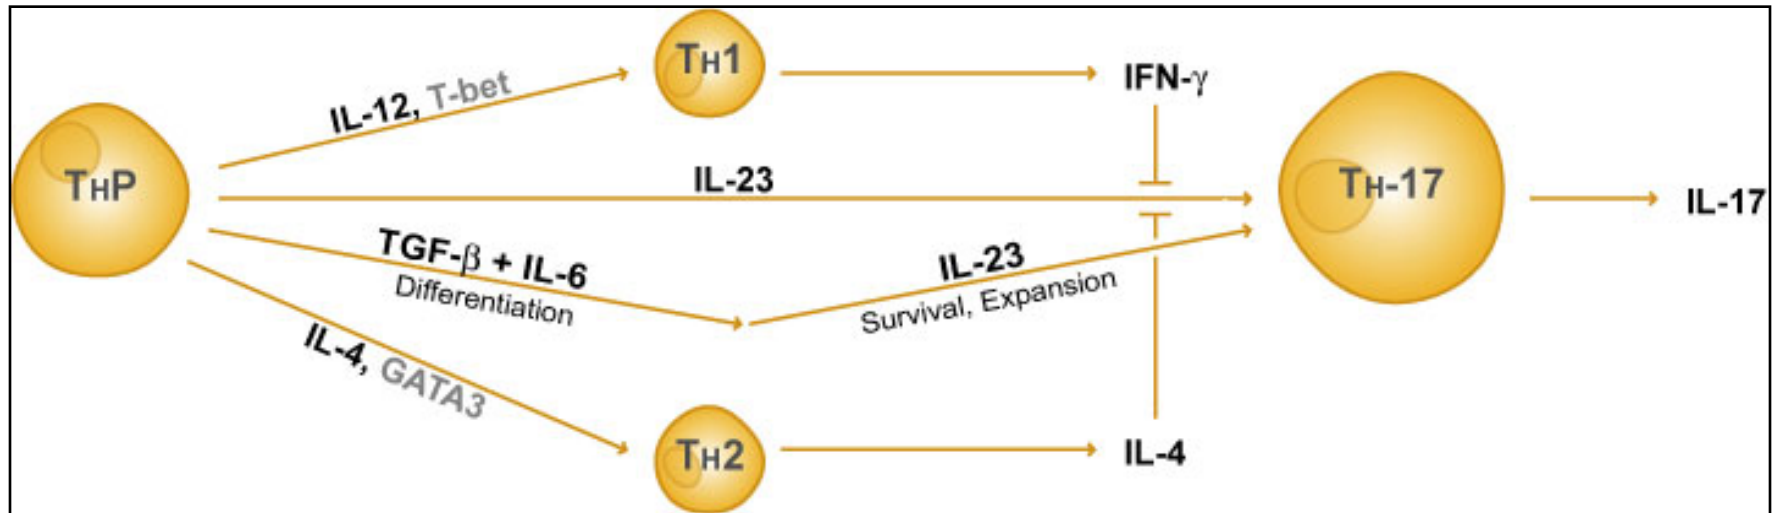 TH1
IL-12, T-bet
IFN-γ
THP
IL-23
TH-17
IL-17
TGF-β + IL-6
Differentiation
IL-23
Survival, Expansion
IL-4, GATA3
TH2
IL-4